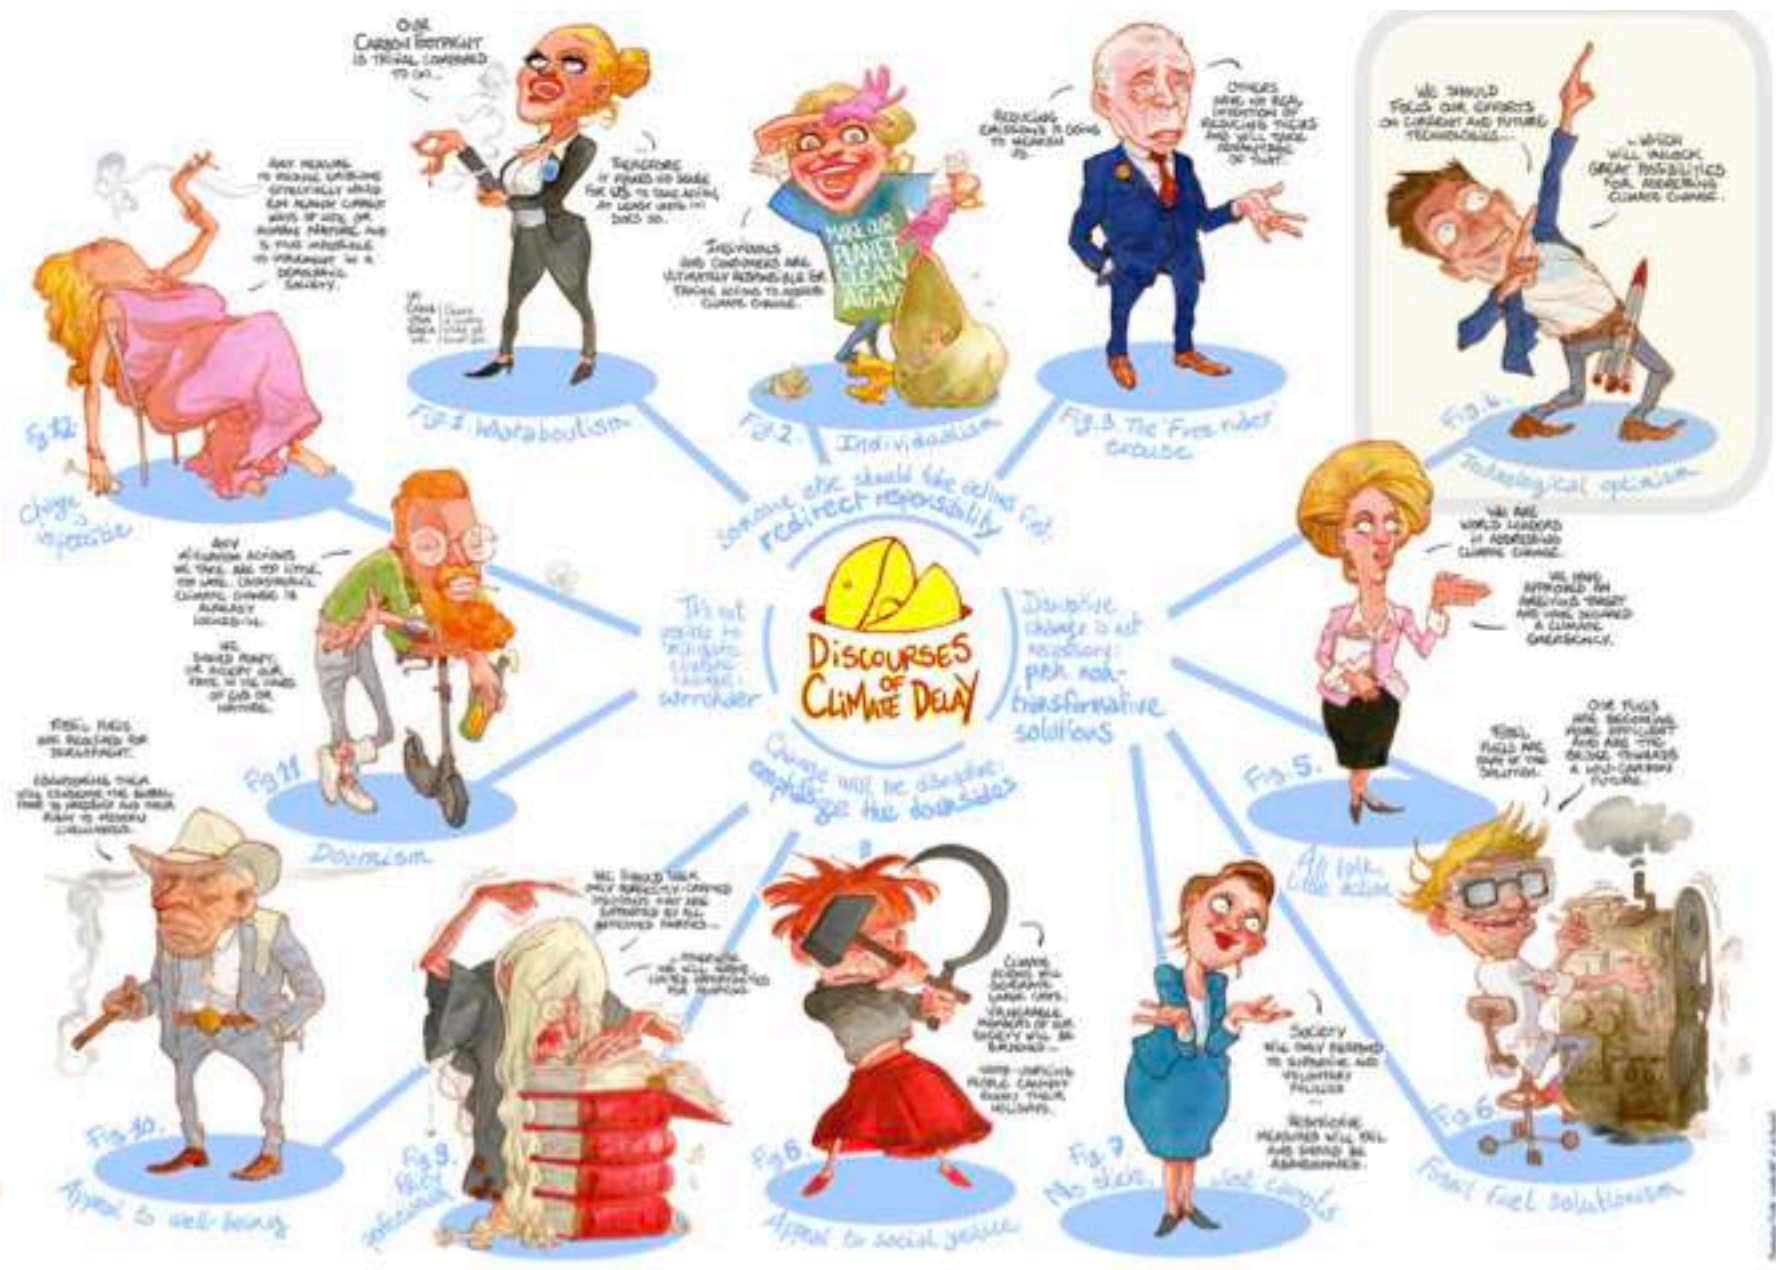 OUR
CARBON FOOTPRINT
IS TRIVAL COMPARED
TO (X)...
THEREFORE
IT MAKES NO SENSE
FOR US TO TAKE ACTION,
AT LEAST UNTIL (X)
DOES SO.
Fig.1. Whataboutism
INDIVIDUALS
AND CONSUMERS ARE
ULTIMATELY RESPONSIBLE FOR
TAKING ACTIONS TO ADDRESS
CLIMATE CHANGE.
MAKE OUR
PLANET
CLEAN
AGAIN
Fig.2. Individualism
REDUCING
EMISSIONS IS GOING
TO WEAKEN
US...
OTHERS
HAVE NO REAL
INTENTION OF
REDUCING THEIRS
AND WILL TAKE
ADVANTAGE
OF THAT.
Fig.3. The 'Free rider'
excuse
WE SHOULD
FOCUS OUR EFFORTS
ON CURRENT AND FUTURE
TECHNOLOGIES...
...WHICH
WILL UNLOCK
GREAT POSSIBILITIES
FOR ADDRESSING
CLIMATE CHANGE.
Fig.4.
Technological optimism
ANY MEASURE
TO REDUCE EMISSIONS
EFFECTIVELY WOULD
RUN AGAINST CURRENT
WAYS OF LIFE OR
HUMAN NATURE AND
IS THUS IMPOSSIBLE
TO IMPLEMENT IN A
DEMOCRATIC
SOCIETY.
Fig 12.
Change
impossible
Someone else should take actions first:
redirect responsibility
DISCOURSES
OF
CLIMATE DELAY
It's not
possible to
mitigate
climate
change:
surrender
Disruptive
change is not
necessary:
push non-
transformative
solutions
Change will be disruptive:
emphasize the downsides
WE ARE
WORLD LEADERS
IN ADDRESSING
CLIMATE CHANGE.
WE HAVE
APPROVED AN
AMBITIOUS TARGET
AND HAVE DECLARED
A CLIMATE
EMERGENCY.
Fig.5.
All talk,
little action
ANY
MITIGATION ACTIONS
WE TAKE ARE TOO LITTLE,
TOO LATE. CATASTROPHIC
CLIMATE CHANGE IS
ALREADY
LOCKED-IN.
WE
SHOULD ADAPT,
OR ACCEPT OUR
FATE IN THE HANDS
OF GOD OR
NATURE.
Fig 11
Doomism
FOSSIL
FUELS ARE
PART OF THE
SOLUTION.
OUR FUELS
ARE BECOMING
MORE EFFICIENT
AND ARE THE
BRIDGE TOWARDS
A LOW-CARBON
FUTURE.
Fig.6.
Fossil fuel solutionism
FOSSIL FUELS
ARE REQUIRED FOR
DEVELOPMENT.
ABANDONING THEM
WILL CONDEMN THE GLOBAL
POOR TO HARDSHIP AND THEIR
RIGHT TO MODERN
LIVELIHOODS.
Fig.10.
Appeal to well-being
WE SHOULD SEEK
ONLY PERFECTLY-CRAFTED
SOLUTIONS THAT ARE
SUPPORTED BY ALL
AFFECTED PARTIES...
...OTHERWISE
WE WILL WASTE
LIMITED OPPORTUNITIES
FOR ADOPTION.
Fig 9.
Policy
perfectionism
CLIMATE
ACTIONS WILL
GENERATE
LARGE COSTS.
VULNERABLE
MEMBERS OF OUR
SOCIETY WILL BE
BURDENED...
HARD-WORKING
PEOPLE CANNOT
ENJOY THEIR
HOLIDAYS.
Fig 8.
Appeal to social justice
SOCIETY
WILL ONLY RESPOND
TO SUPPORTIVE AND
VOLUNTARY
POLICIES
...
RESTRICTIVE
MEASURES WILL FAIL
AND SHOULD BE
ABANDONNED.
Fig.7.
No sticks, just carrots